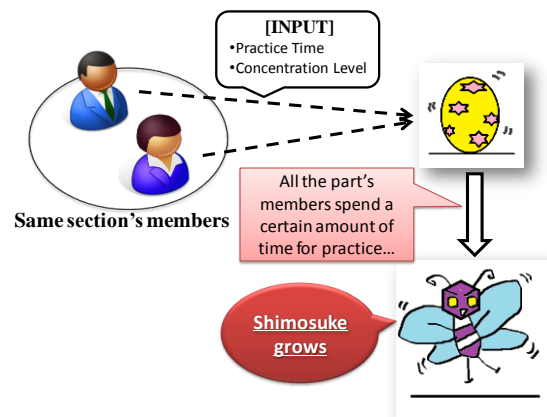 [INPUT]
•Practice Time
•Concentration Level
Same section's members
All the part's
members spend a
certain amount of
time for practice...
Shimosuke
grows